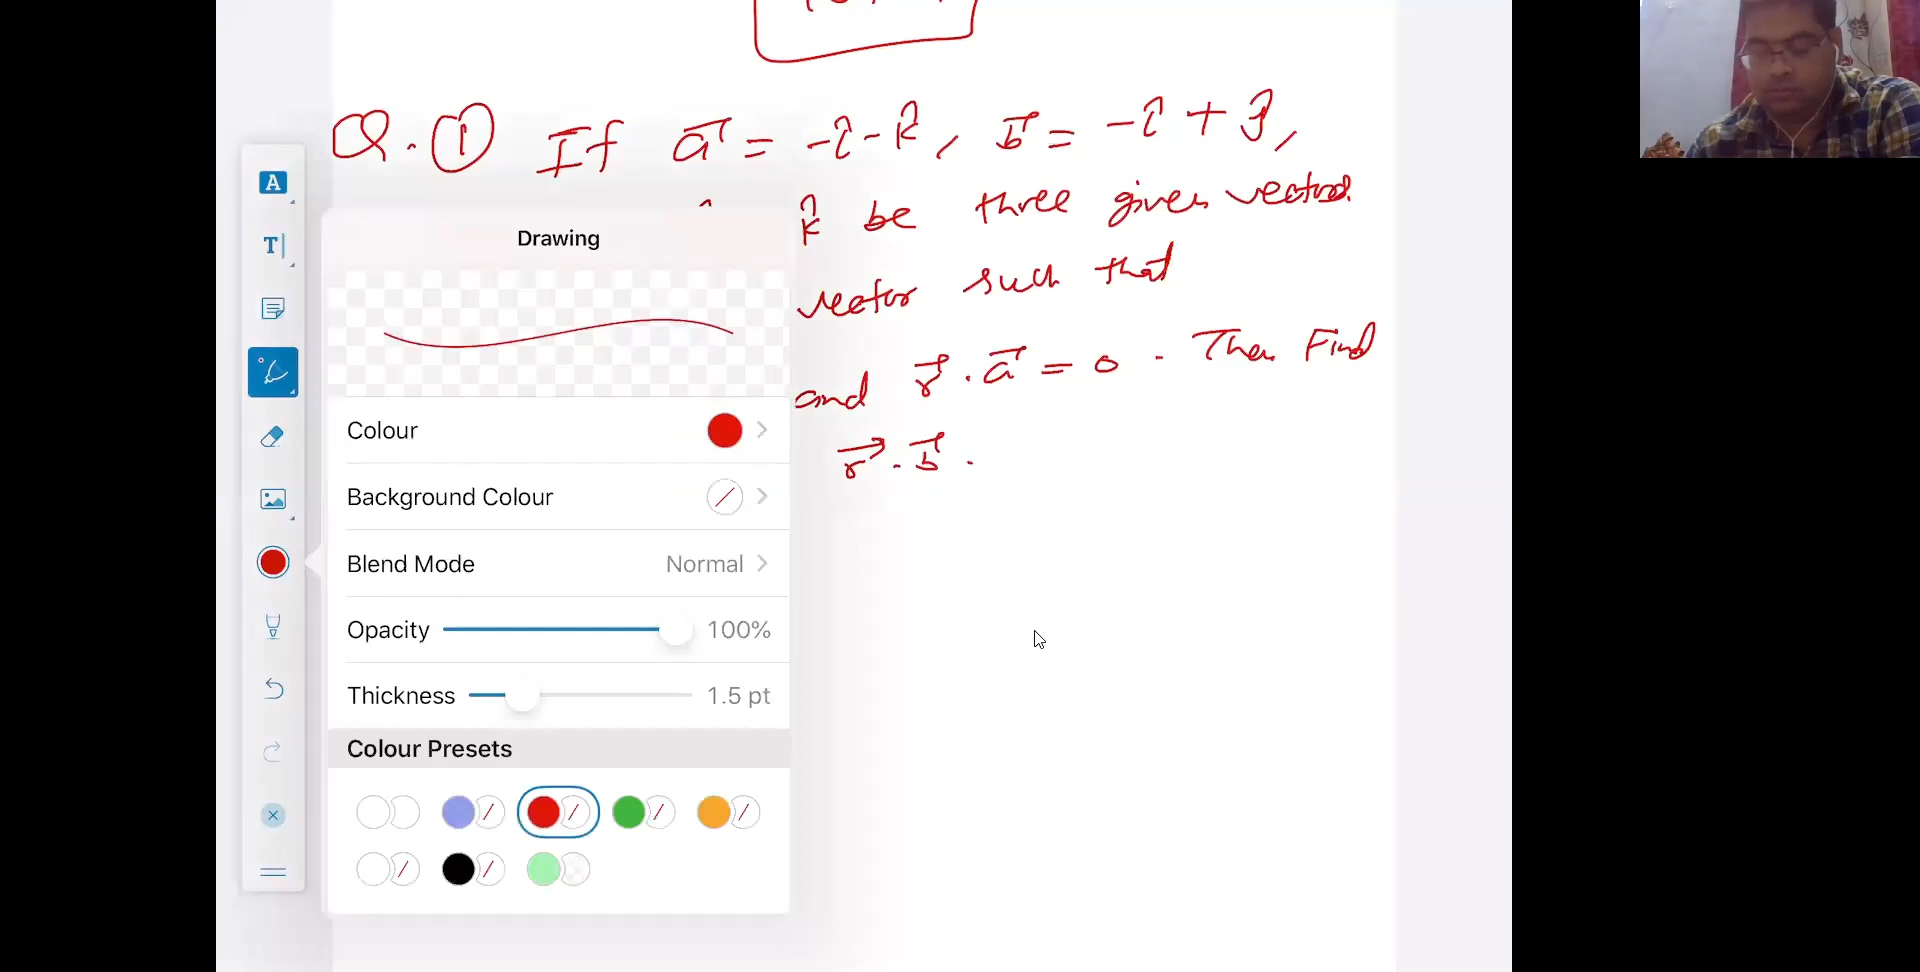 Q. ① If a⃗ = -î - k̂, b⃗ = -î + ĵ,
k̂ be three given vectors.
vector such that
and r⃗ . a⃗ = 0 . Then Find
r⃗ . b⃗ .
A
T
Drawing
Colour
Background Colour
Blend Mode Normal
Opacity 100%
Thickness 1.5 pt
Colour Presets